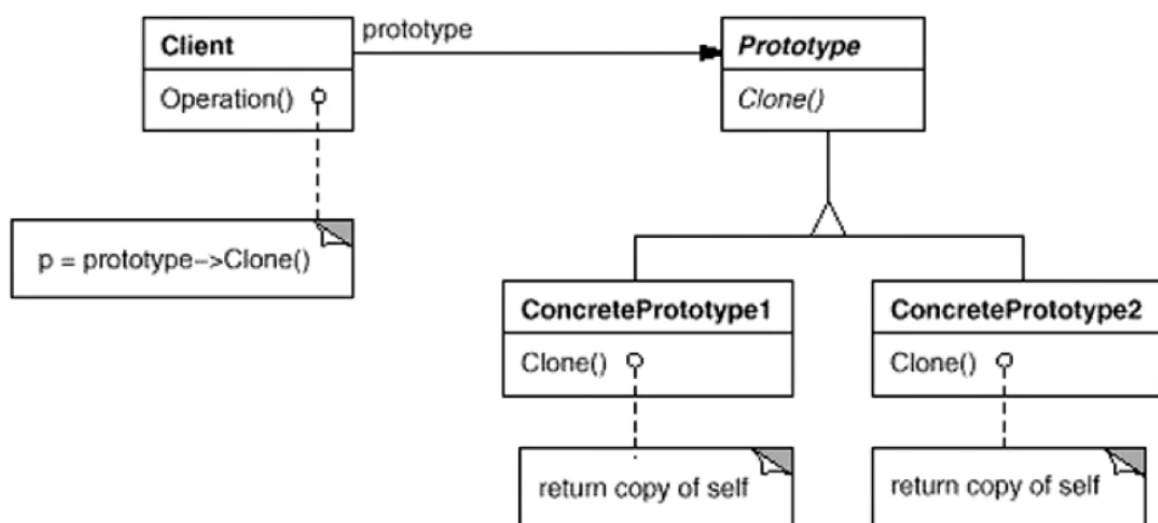 Client
Operation()
prototype
Prototype
Clone()
p = prototype->Clone()
ConcretePrototype1
Clone()
return copy of self
ConcretePrototype2
Clone()
return copy of self